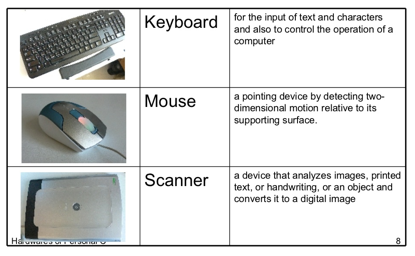 Keyboard
for the input of text and characters
and also to control the operation of a
computer
Mouse
a pointing device by detecting two-
dimensional motion relative to its
supporting surface.
Scanner
a device that analyzes images, printed
text, or handwriting, or an object and
converts it to a digital image
Hardwares of Personal C
8